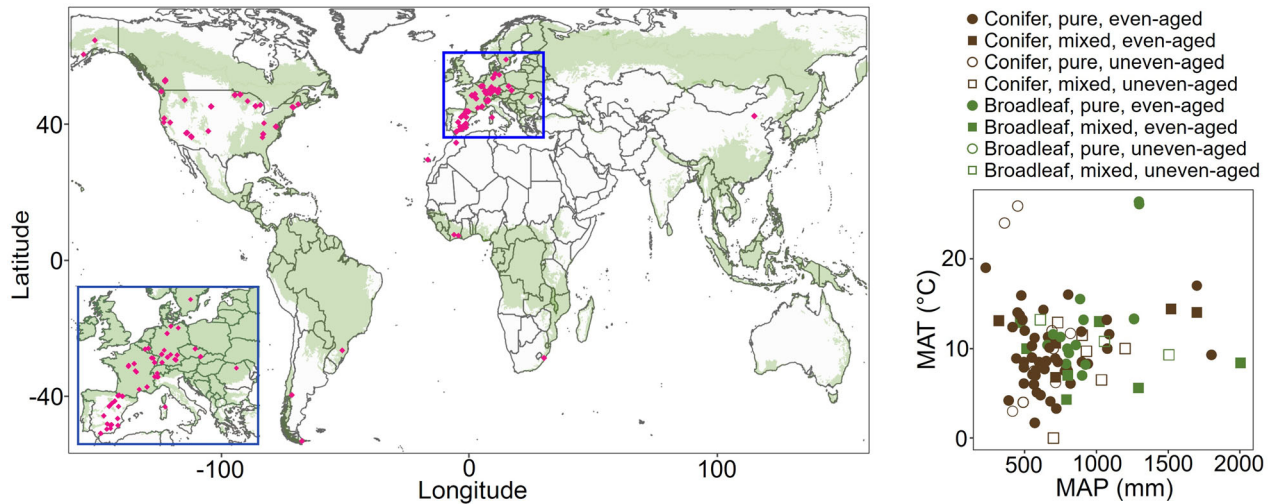 40
0
-40
Latitude
-100
0
100
Longitude
Conifer, pure, even-aged
Conifer, mixed, even-aged
Conifer, pure, uneven-aged
Conifer, mixed, uneven-aged
Broadleaf, pure, even-aged
Broadleaf, mixed, even-aged
Broadleaf, pure, uneven-aged
Broadleaf, mixed, uneven-aged
20
10
0
MAT (°C)
500 1000 1500 2000
MAP (mm)